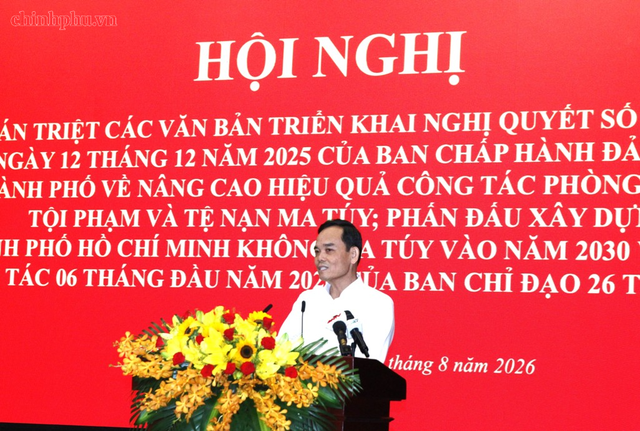 chinhphu.vn
HỘI NGHỊ
ÁN TRIỆT CÁC VĂN BẢN TRIỂN KHAI NGHỊ QUYẾT SỐ
GÀY 12 THÁNG 12 NĂM 2025 CỦA BAN CHẤP HÀNH ĐẢ
ÀNH PHỐ VỀ NÂNG CAO HIỆU QUẢ CÔNG TÁC PHÒNG
TỘI PHẠM VÀ TỆ NẠN MA TÚY; PHẤN ĐẤU XÂY DỰ
NH PHỐ HỒ CHÍ MINH KHÔNG A TÚY VÀO NĂM 2030
TÁC 06 THÁNG ĐẦU NĂM 202 CỦA BAN CHỈ ĐẠO 26 T
tháng 8 năm 2026